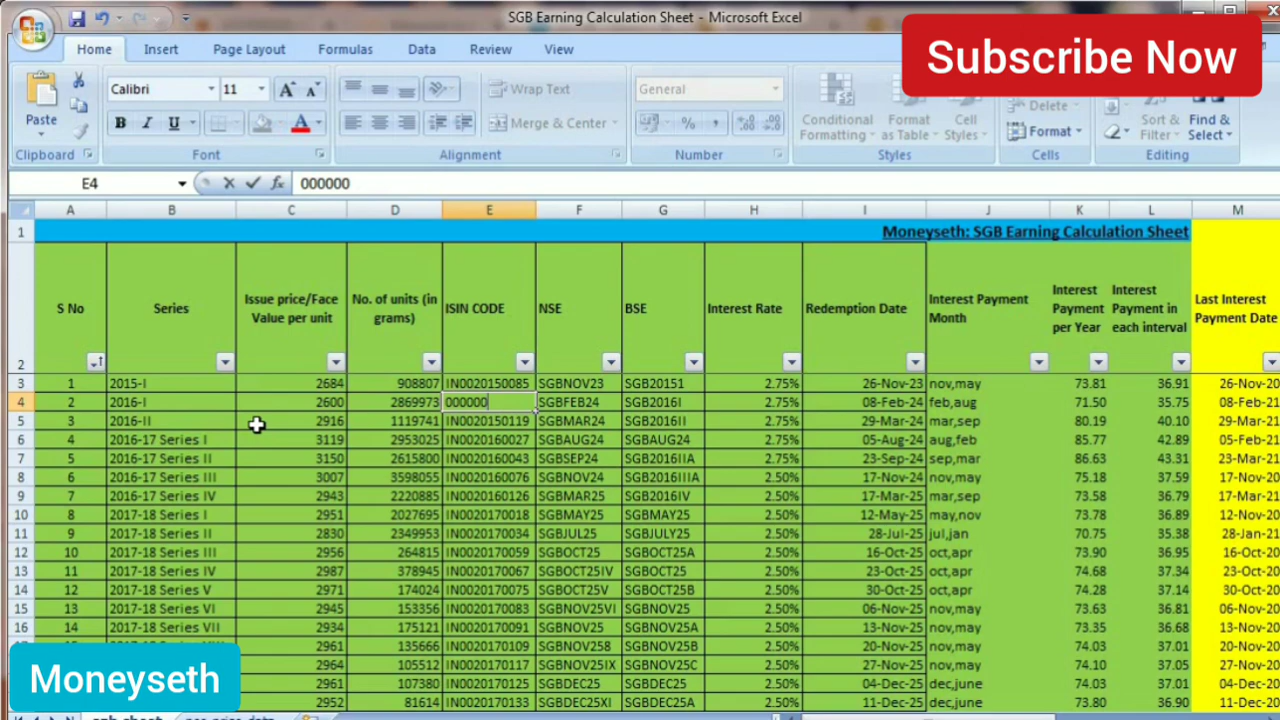 SGB Earning Calculation Sheet - Microsoft Excel
Subscribe Now
Home Insert Page Layout Formulas Data Review View
Calibri 11 Wrap Text General Delete
Paste B I U Merge & Center % , Conditional Formatting Format as Table Cell Styles Format Sort & Filter Find & Select
Clipboard Font Alignment Number Styles Cells Editing
E4 fx 000000
A B C D E F G H I J K L M
1 Moneyseth: SGB Earning Calculation Sheet
2 S No Series Issue price/Face Value per unit No. of units (in grams) ISIN CODE NSE BSE Interest Rate Redemption Date Interest Payment Month Interest Payment per Year Interest Payment in each interval Last Interest Payment Date
3 1 2015-I 2684 908807 IN0020150085 SGBNOV23 SGB20151 2.75% 26-Nov-23 nov,may 73.81 36.91 26-Nov-20
4 2 2016-I 2600 2869973 000000 SGBFEB24 SGB2016I 2.75% 08-Feb-24 feb,aug 71.50 35.75 08-Feb-21
5 3 2016-II 2916 1119741 IN0020150119 SGBMAR24 SGB2016II 2.75% 29-Mar-24 mar,sep 80.19 40.10 29-Mar-21
6 4 2016-17 Series I 3119 2953025 IN0020160027 SGBAUG24 SGBAUG24 2.75% 05-Aug-24 aug,feb 85.77 42.89 05-Feb-21
7 5 2016-17 Series II 3150 2615800 IN0020160043 SGBSEP24 SGB2016IIA 2.75% 23-Sep-24 sep,mar 86.63 43.31 23-Mar-21
8 6 2016-17 Series III 3007 3598055 IN0020160076 SGBNOV24 SGB2016IIIA 2.50% 17-Nov-24 nov,may 75.18 37.59 17-Nov-20
9 7 2016-17 Series IV 2943 2220885 IN0020160126 SGBMAR25 SGB2016IV 2.50% 17-Mar-25 mar,sep 73.58 36.79 17-Mar-21
10 8 2017-18 Series I 2951 2027695 IN0020170018 SGBMAY25 SGBMAY25 2.50% 12-May-25 may,nov 73.78 36.89 12-Nov-20
11 9 2017-18 Series II 2830 2349953 IN0020170034 SGBJUL25 SGBJUL25 2.50% 28-Jul-25 jul,jan 70.75 35.38 28-Jan-21
12 10 2017-18 Series III 2956 264815 IN0020170059 SGBOCT25 SGBOCT25A 2.50% 16-Oct-25 oct,apr 73.90 36.95 16-Oct-20
13 11 2017-18 Series IV 2987 378945 IN0020170067 SGBOCT25IV SGBOCT25 2.50% 23-Oct-25 oct,apr 74.68 37.34 23-Oct-20
14 12 2017-18 Series V 2971 174024 IN0020170075 SGBOCT25V SGBOCT25B 2.50% 30-Oct-25 oct,apr 74.28 37.14 30-Oct-20
15 13 2017-18 Series VI 2945 153356 IN0020170083 SGBNOV25VI SGBNOV25 2.50% 06-Nov-25 nov,may 73.63 36.81 06-Nov-20
16 14 2017-18 Series VII 2934 175121 IN0020170091 SGBNOV25 SGBNOV25A 2.50% 13-Nov-25 nov,may 73.35 36.68 13-Nov-20
2961 135666 IN0020170109 SGBNOV258 SGBNOV25B 2.50% 20-Nov-25 nov,may 74.03 37.01 20-Nov-20
2964 105512 IN0020170117 SGBNOV25IX SGBNOV25C 2.50% 27-Nov-25 nov,may 74.10 37.05 27-Nov-20
2961 107380 IN0020170125 SGBDEC25 SGBDEC25 2.50% 04-Dec-25 dec,june 74.03 37.01 04-Dec-20
2952 81614 IN0020170133 SGBDEC25XI SGBDEC25A 2.50% 11-Dec-25 dec,june 73.80 36.90 11-Dec-20
Moneyseth